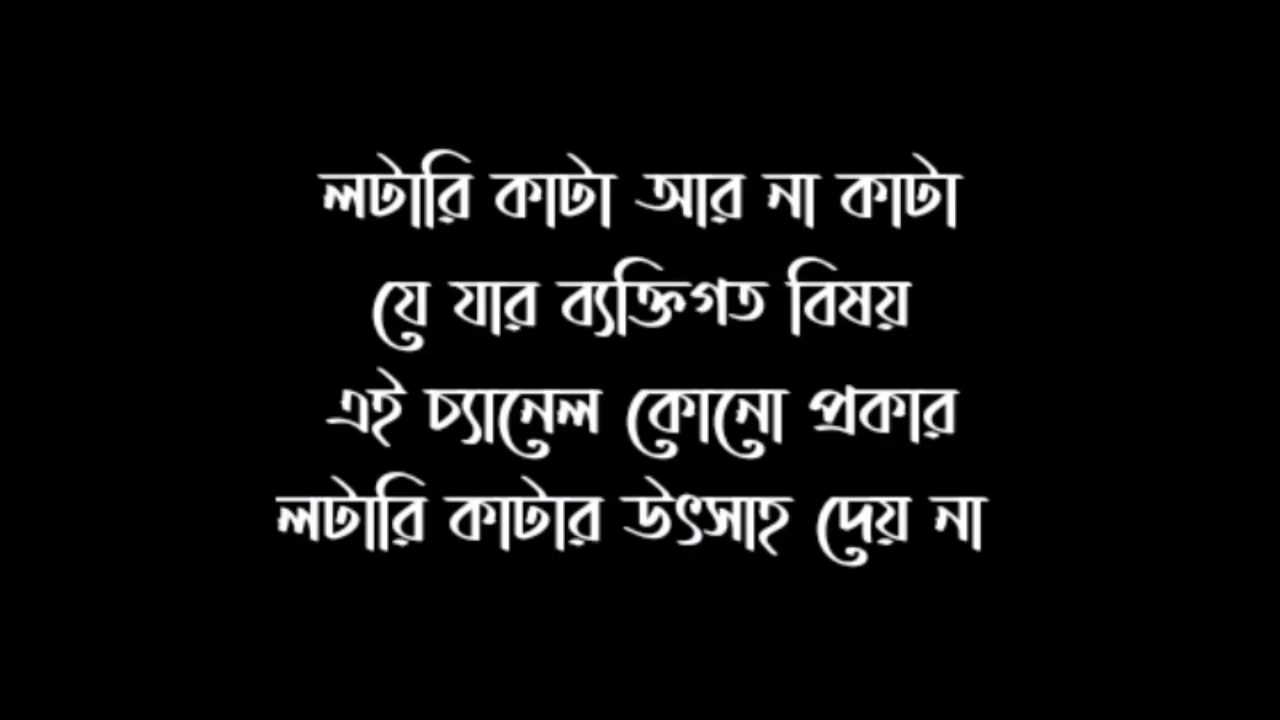 লটারি কাটা আর না কাটা
যে যার ব্যক্তিগত বিষয়
এই চ্যানেল কোনো প্রকার
লটারি কাটার উৎসাহ দেয় না